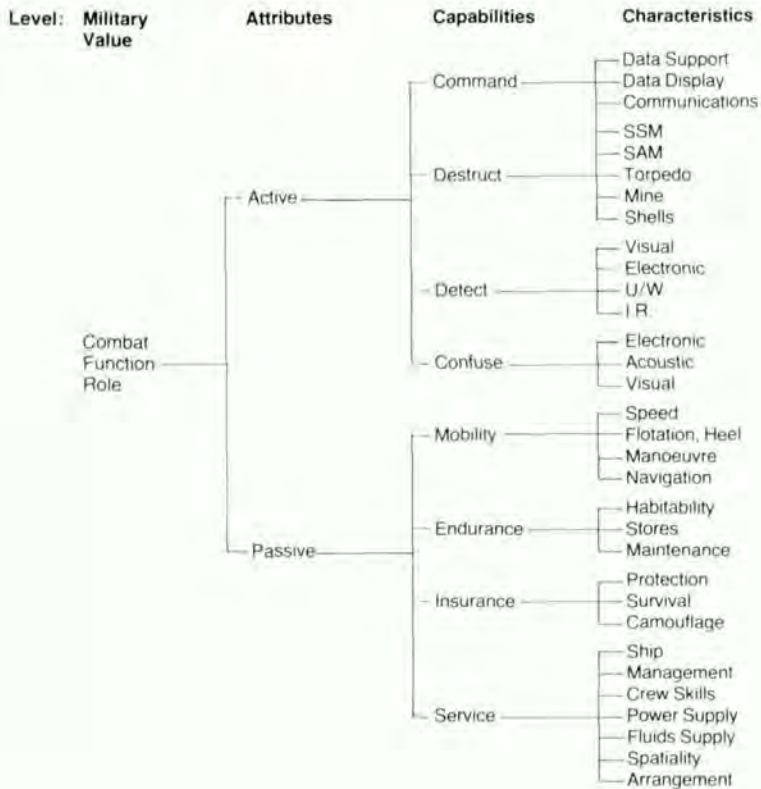 Level: Military Value Attributes Capabilities Characteristics
Data Support
Command Data Display
Communications
SSM
SAM
Destruct Torpedo
Mine
Active
Shells
Visual
Electronic
Detect U/W
I.R.
Combat
Function
Role
Electronic
Confuse Acoustic
Visual
Speed
Mobility Flotation, Heel
Manoeuvre
Navigation
Habitability
Endurance Stores
Passive Maintenance
Protection
Insurance Survival
Camouflage
Ship
Management
Crew Skills
Service Power Supply
Fluids Supply
Spatiality
Arrangement